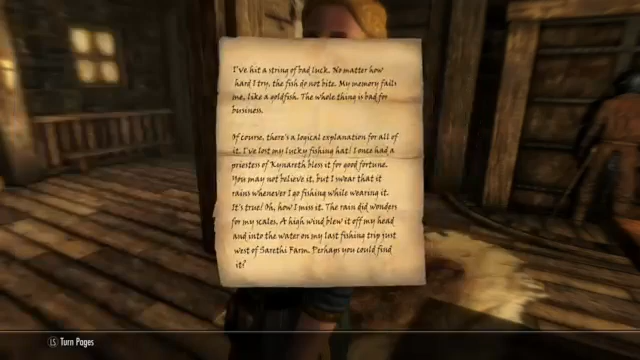 I've hit a string of bad luck. No matter how
hard I try, the fish do not bite. My memory fails
me, like a goldfish. The whole thing is bad for
business.
Of course, there's a logical explanation for all of
it. I've lost my lucky fishing hat! I once had a
priestess of Kynareth bless it for good fortune.
You may not believe it, but I swear that it
rains whenever I go fishing while wearing it.
It's true! Oh, how I miss it. The rain did wonders
for my scales. A high wind blew it off my head
and into the water on my last fishing trip just
west of Sarethi Farm. Perhaps you could find
it?
LS Turn Pages